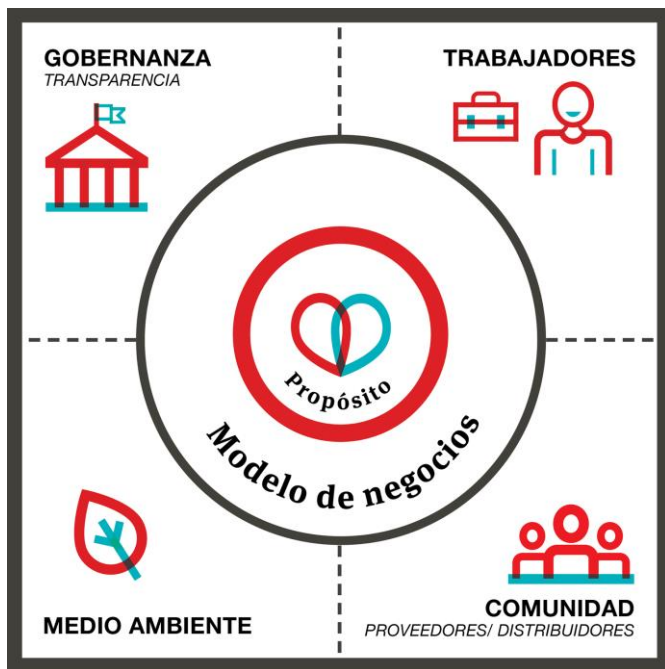 GOBERNANZA
TRANSPARENCIA
TRABAJADORES
Propósito
Modelo de negocios
MEDIO AMBIENTE
COMUNIDAD
PROVEEDORES/ DISTRIBUIDORES